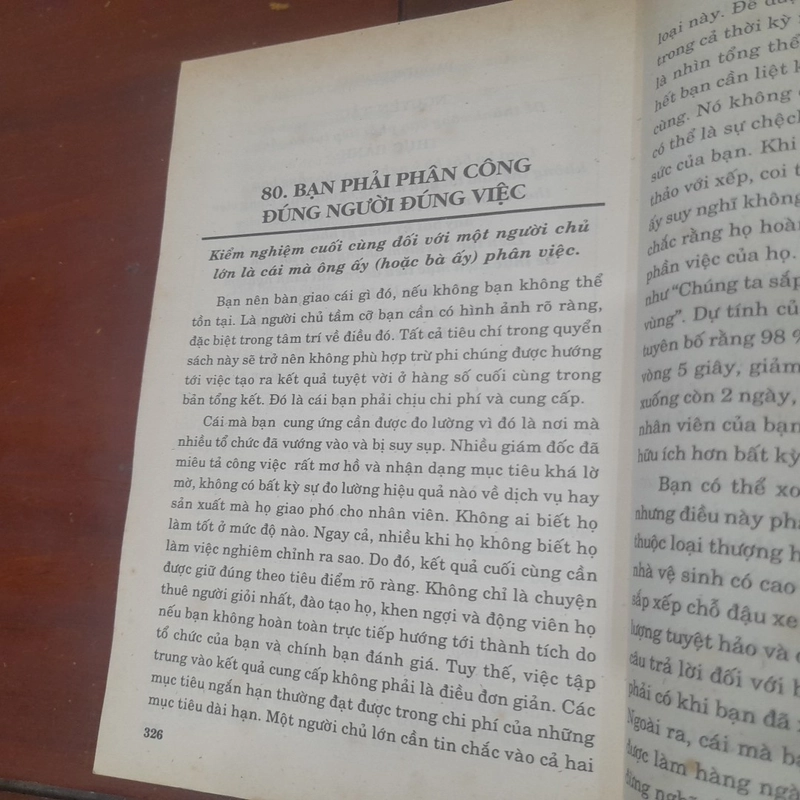 80. BẠN PHẢI PHÂN CÔNG
ĐÚNG NGƯỜI ĐÚNG VIỆC
Kiểm nghiệm cuối cùng đối với một người chủ
lớn là cái mà ông ấy (hoặc bà ấy) phân việc.
Bạn nên bàn giao cái gì đó, nếu không bạn không thể
tồn tại. Là người chủ tầm cỡ bạn cần có hình ảnh rõ ràng,
đặc biệt trong tâm trí về điều đó. Tất cả tiêu chí trong quyển
sách này sẽ trở nên không phù hợp trừ phi chúng được hướng
tới việc tạo ra kết quả tuyệt vời ở hàng số cuối cùng trong
bản tổng kết. Đó là cái bạn phải chịu chi phí và cung cấp.
Cái mà bạn cung ứng cần được đo lường vì đó là nơi mà
nhiều tổ chức đã vướng vào và bị suy sụp. Nhiều giám đốc đã
miêu tả công việc rất mơ hồ và nhận dạng mục tiêu khá lờ
mờ, không có bất kỳ sự đo lường hiệu quả nào về dịch vụ hay
sản xuất mà họ giao phó cho nhân viên. Không ai biết họ
làm tốt ở mức độ nào. Ngay cả, nhiều khi họ không biết họ
làm việc nghiêm chỉnh ra sao. Do đó, kết quả cuối cùng cần
được giữ đúng theo tiêu điểm rõ ràng. Không chỉ là chuyện
thuê người giỏi nhất, đào tạo họ, khen ngợi và động viên họ
nếu bạn không hoàn toàn trực tiếp hướng tới thành tích do
tổ chức của bạn và chính bạn đánh giá. Tuy thế, việc tập
trung vào kết quả cung cấp không phải là điều đơn giản. Các
mục tiêu ngắn hạn thường đạt được trong chi phí của những
mục tiêu dài hạn. Một người chủ lớn cần tin chắc vào cả hai
326
loại này. Để
trong cả thời kỳ
là nhìn tổng thể
hết bạn cần liệt
cùng. Nó không
có thể là sự chệch
sức của bạn. Khi
thảo với xếp, coi
ấy suy nghĩ không
chắc rằng họ hoàn
phần việc của họ.
như “Chúng ta sắp
vùng”. Dự tính
tuyên bố rằng 98
vòng 5 giây, giảm
xuống còn 2 ngày,
nhân viên của bạn
hữu ích hơn bất kỳ
Bạn có thể
nhưng điều này
thuộc loại thượng
nhà vệ sinh có cao
sắp xếp chỗ đậu xe
lượng tuyệt hảo và
câu trả lời đối với
phải có khi bạn đã
Ngoài ra, cái mà
được làm hàng